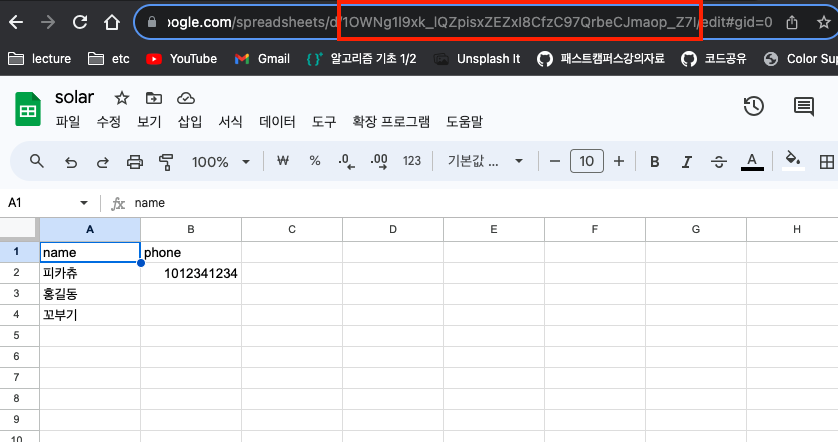 oogle.com/spreadsheets/d/1OWNg1I9xk_IQZpisxZEZxI8CfzC97QrbeCJmaop_Z7I/edit#gid=0
lecture etc YouTube Gmail 알고리즘 기초 1/2 Unsplash It 패스트캠퍼스강의자료 코드공유 Color Sup
solar
파일 수정 보기 삽입 서식 데이터 도구 확장 프로그램 도움말
100% ₩ % .0 .00 123 기본값 ... 10 B I S A
A1 fx name
A B C D E F G H
1 name phone
2 피카츄 1012341234
3 홍길동
4 꼬부기
5
6
7
8
9
10